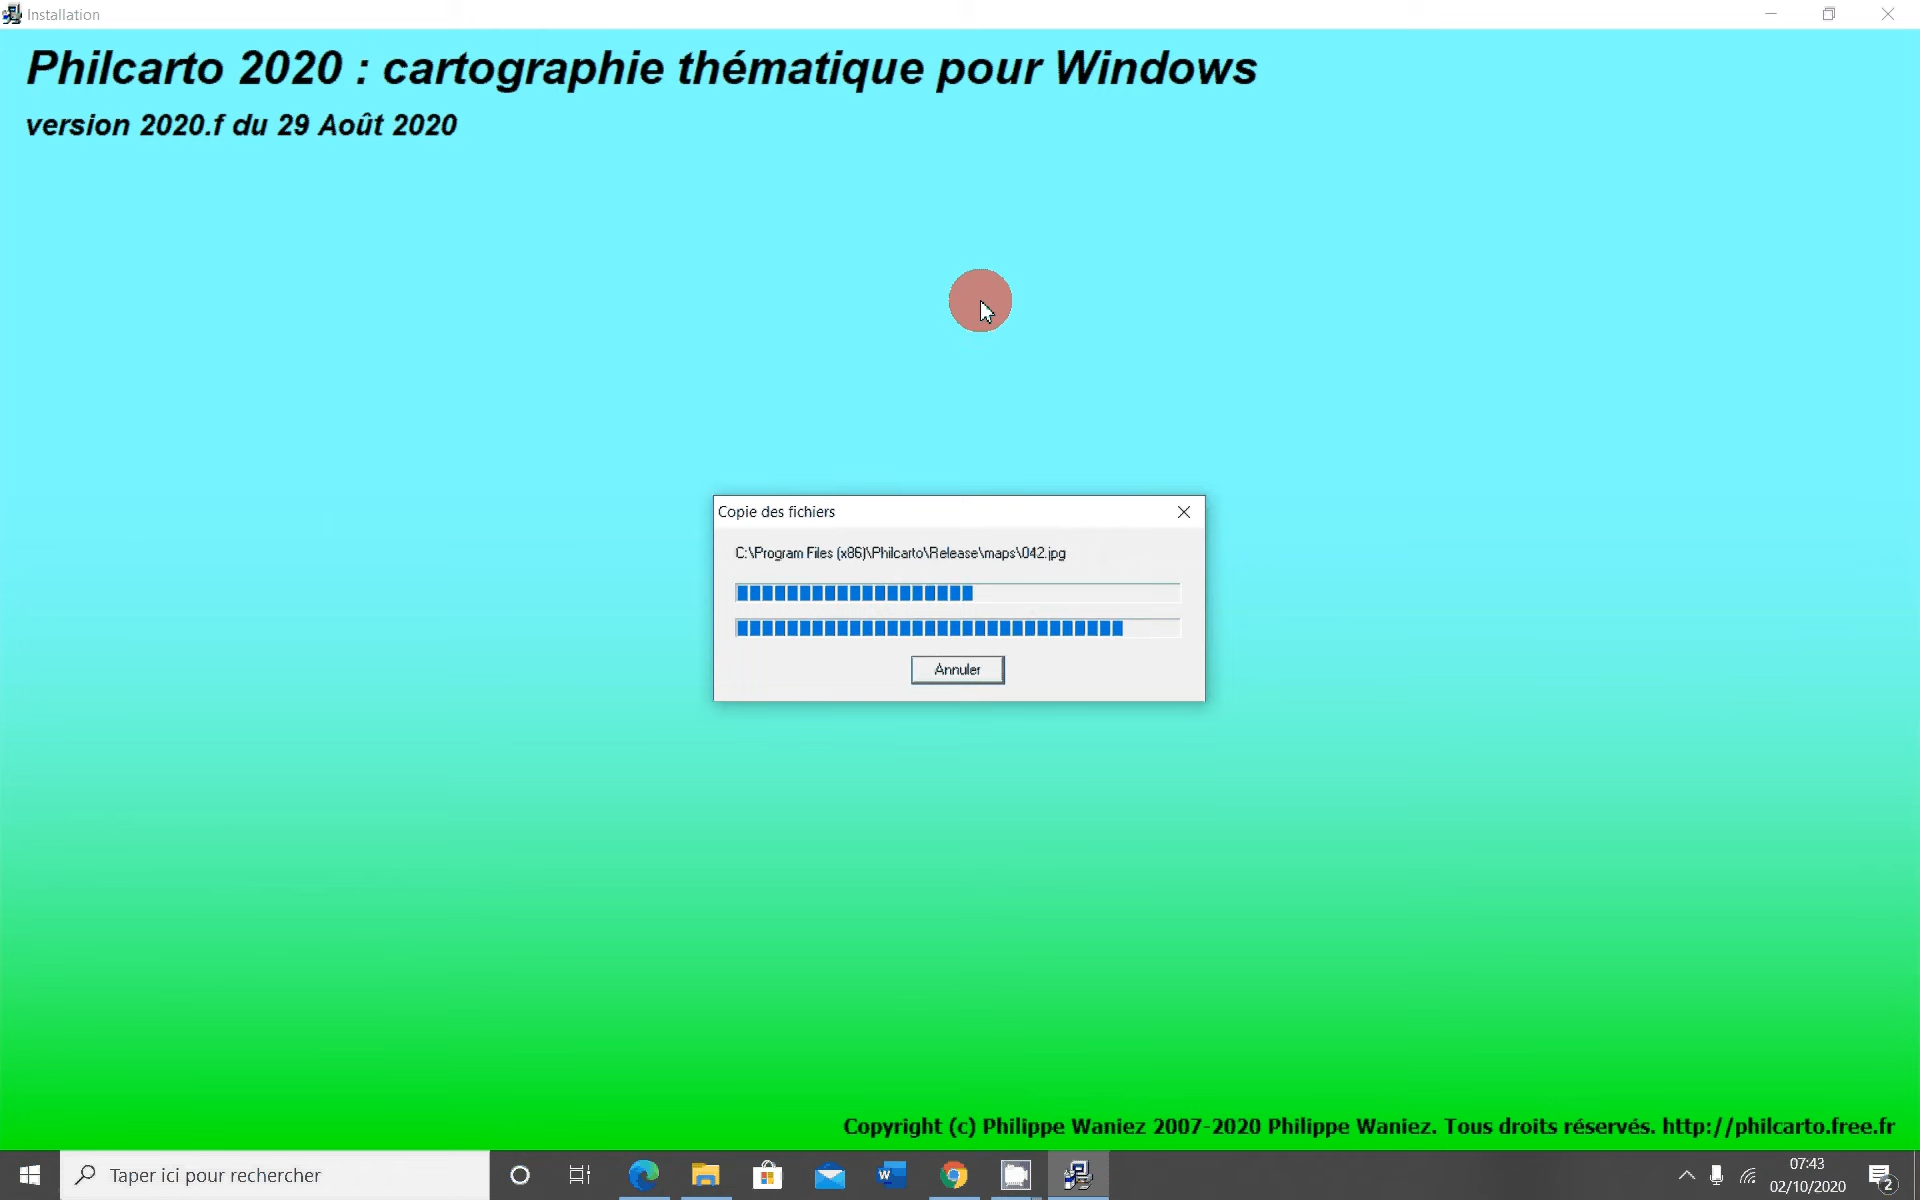 Installation
Philcarto 2020 : cartographie thématique pour Windows
version 2020.f du 29 Août 2020
Copie des fichiers
C:\Program Files (x86)\Philcarto\Release\maps\042.jpg
Annuler
Copyright (c) Philippe Waniez 2007-2020 Philippe Waniez. Tous droits réservés. http://philcarto.free.fr
Taper ici pour rechercher
07:43
02/10/2020
2